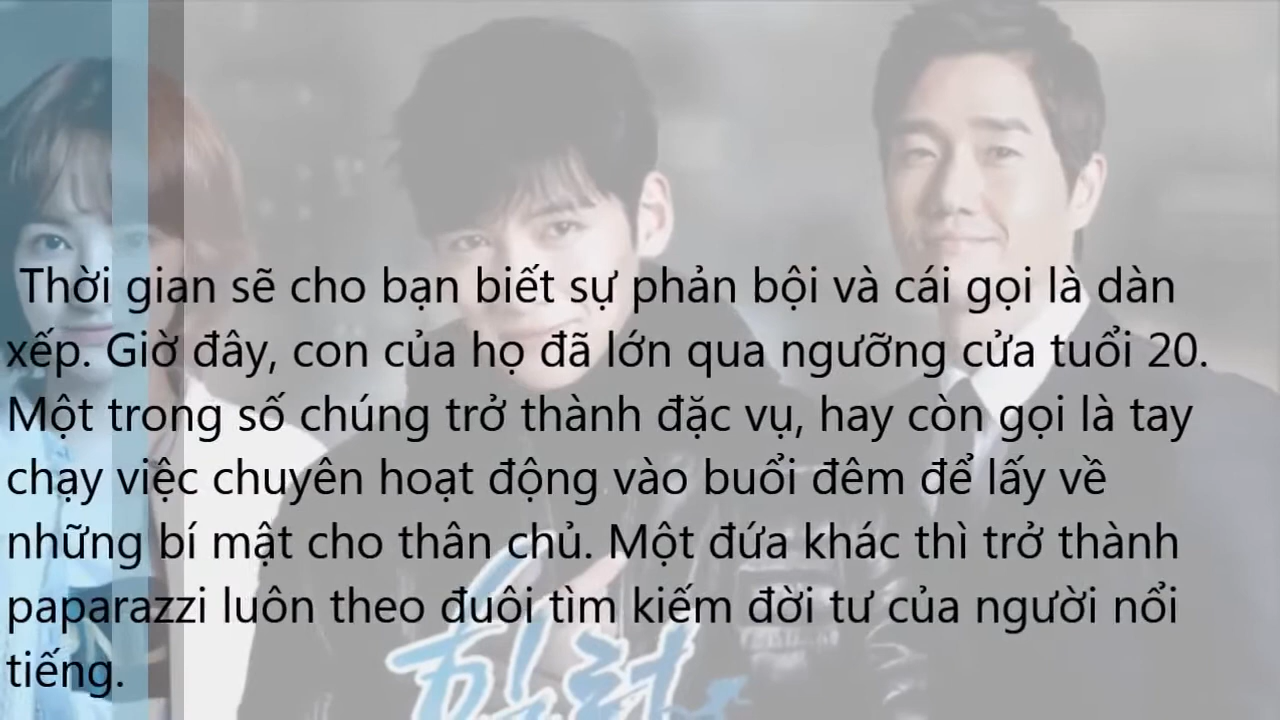 Thời gian sẽ cho bạn biết sự phản bội và cái gọi là dàn
xếp. Giờ đây, con của họ đã lớn qua ngưỡng cửa tuổi 20.
Một trong số chúng trở thành đặc vụ, hay còn gọi là tay
chạy việc chuyên hoạt động vào buổi đêm để lấy về
những bí mật cho thân chủ. Một đứa khác thì trở thành
paparazzi luôn theo đuôi tìm kiếm đời tư của người nổi
tiếng.